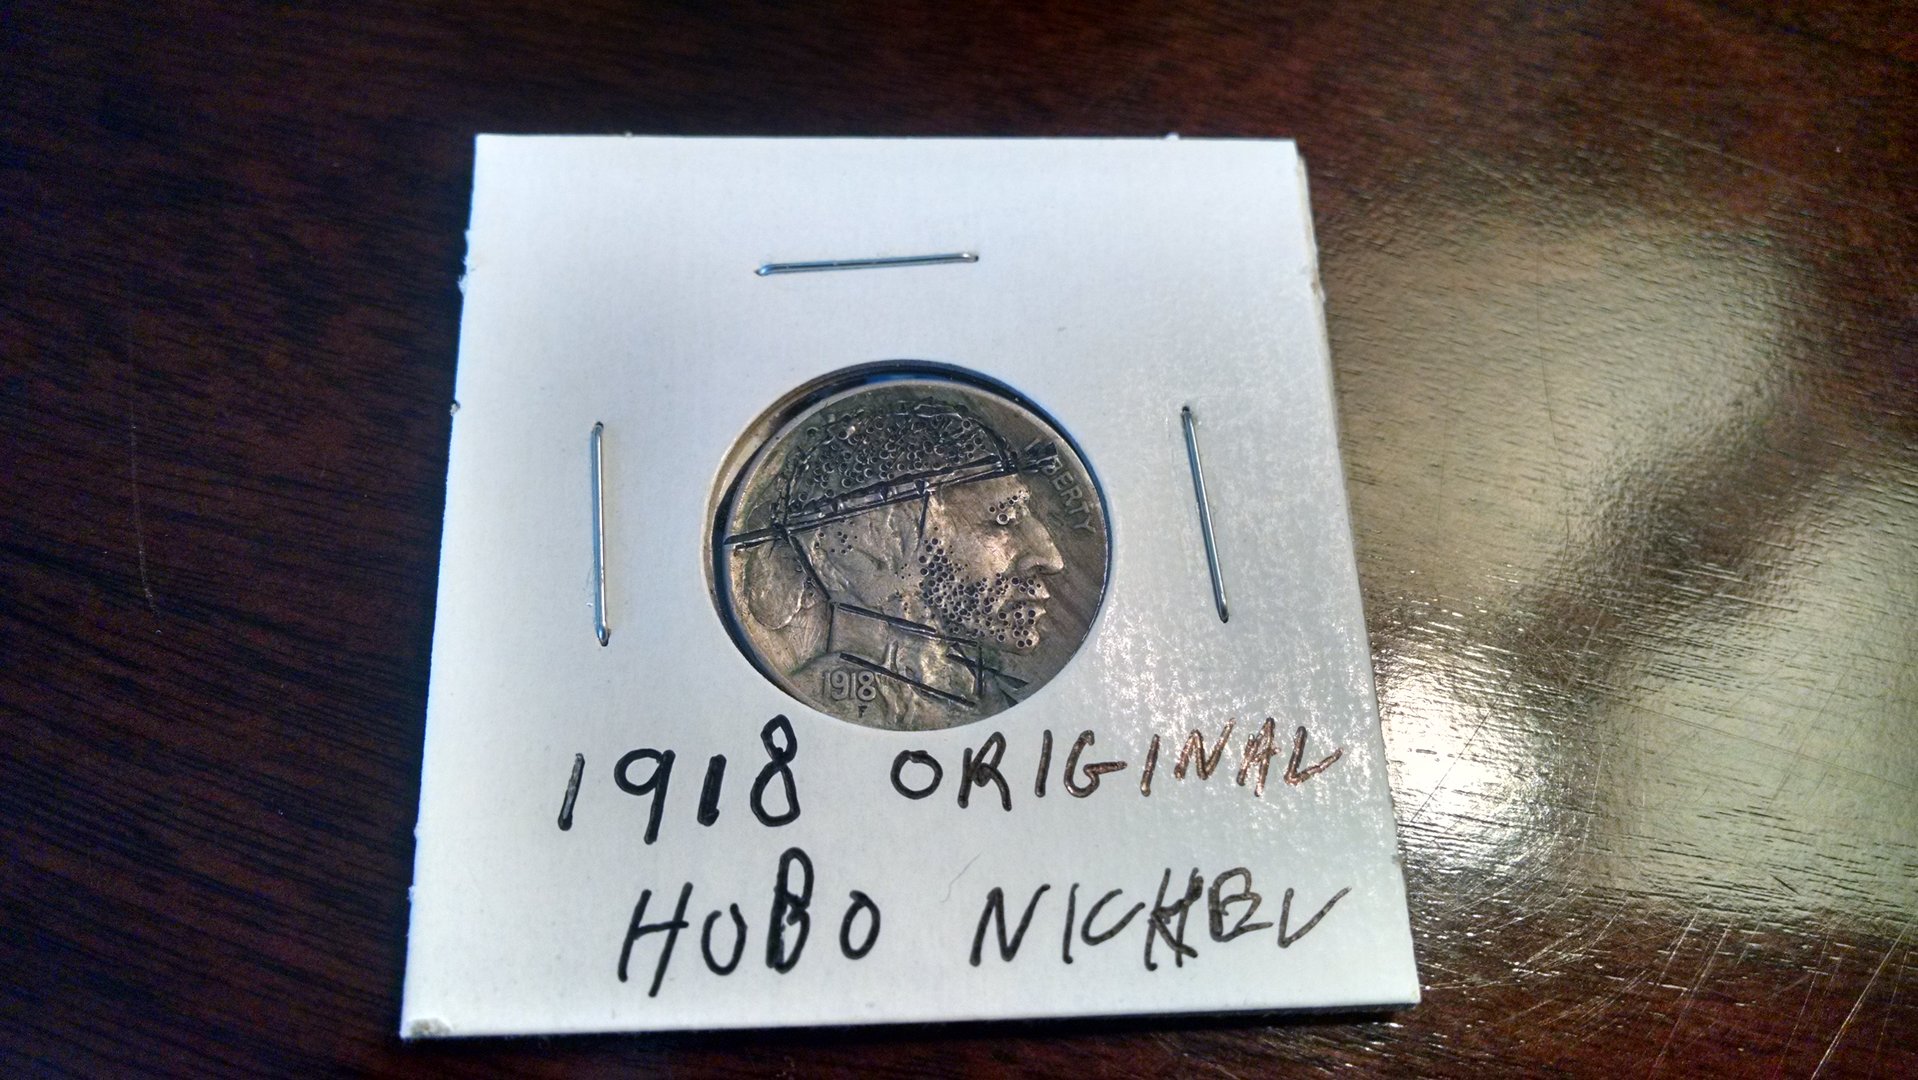 LIBERTY
1918
F
1918 ORIGINAL
HOBO NICKEL